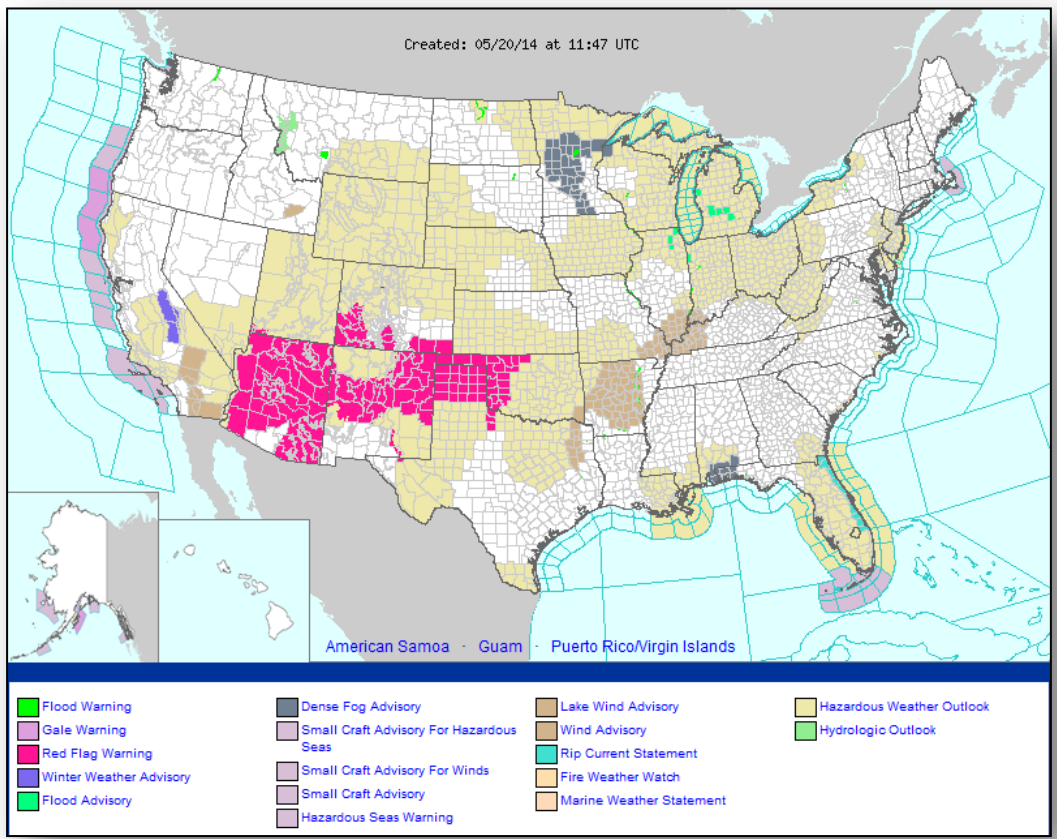 Created: 05/20/14 at 11:47 UTC
American Samoa - Guam - Puerto Rico/Virgin Islands
Flood Warning
Gale Warning
Red Flag Warning
Winter Weather Advisory
Flood Advisory
Dense Fog Advisory
Small Craft Advisory For Hazardous
Seas
Small Craft Advisory For Winds
Small Craft Advisory
Hazardous Seas Warning
Lake Wind Advisory
Wind Advisory
Rip Current Statement
Fire Weather Watch
Marine Weather Statement
Hazardous Weather Outlook
Hydrologic Outlook